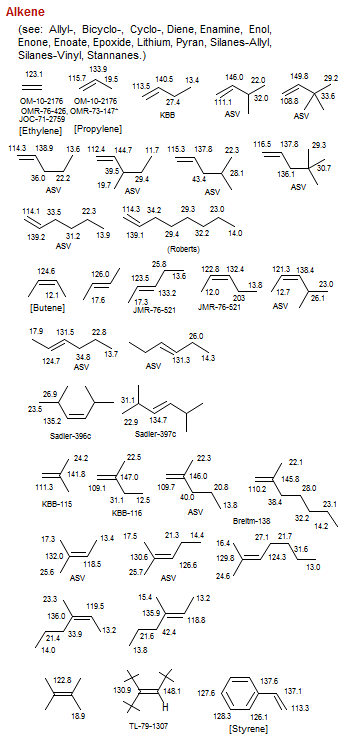 Alkene
(see: Allyl-, Bicyclo-, Cyclo-, Diene, Enamine, Enol,
Enone, Enoate, Epoxide, Lithium, Pyran, Silanes-Allyl,
Silanes-Vinyl, Stannanes.)
123.1
OM-10-2176
OMR-76-426,
JOC-71-2759
[Ethylene]
133.9
115.7 19.5
OM-10-2176
OMR-73-147"
[Propylene]
140.5 13.4
113.5
27.4
KBB
146.0 22.0
111.1 32.0
ASV
149.8 29.2
108.8 33.6
ASV
114.3 138.9 13.6
36.0 22.2
ASV
112.4 144.7 11.7
39.5
19.7 29.4
ASV
115.3 137.8 22.3
28.1
43.4
ASV
116.5 137.8 29.3
136.1 30.7
ASV
114.1 33.5 22.3
139.2 31.2 13.9
ASV
114.3 34.2 29.3 23.0
139.1 29.4 32.2 14.0
(Roberts)
124.6
12.1
[Butene]
126.0
17.6
25.8
123.5 13.6
133.2
17.3
JMR-76-521
122.8 132.4
12.0 13.8
203
JMR-76-521
121.3 138.4
12.7 23.0
26.1
ASV
17.9 131.5 22.8
124.7 34.8 13.7
ASV
26.0
131.3 14.3
ASV
26.9
23.5
135.2
Sadler-396c
31.1
22.9 134.7
Sadler-397c
24.2
141.8
111.3
KBB-115
22.5
147.0
109.1
31.1 12.5
KBB-116
22.3
146.0
109.7 20.8
40.0 13.8
ASV
22.1
145.8
110.2 28.0
38.4 23.1
32.2 14.2
Breitm-138
17.3 13.4
132.0
118.5
25.6
ASV
17.5 21.3 14.4
130.6
126.6
25.7
ASV
16.4 27.1 21.7
31.6
129.8 124.3
13.0
24.6
23.3 119.5
136.0
21.4 33.9 13.2
14.0
15.4 13.2
135.9
118.8
21.6 42.4
13.8
122.8
18.9
130.9 148.1
H
TL-79-1307
137.6
127.6 137.1
113.3
128.3 126.1
[Styrene]